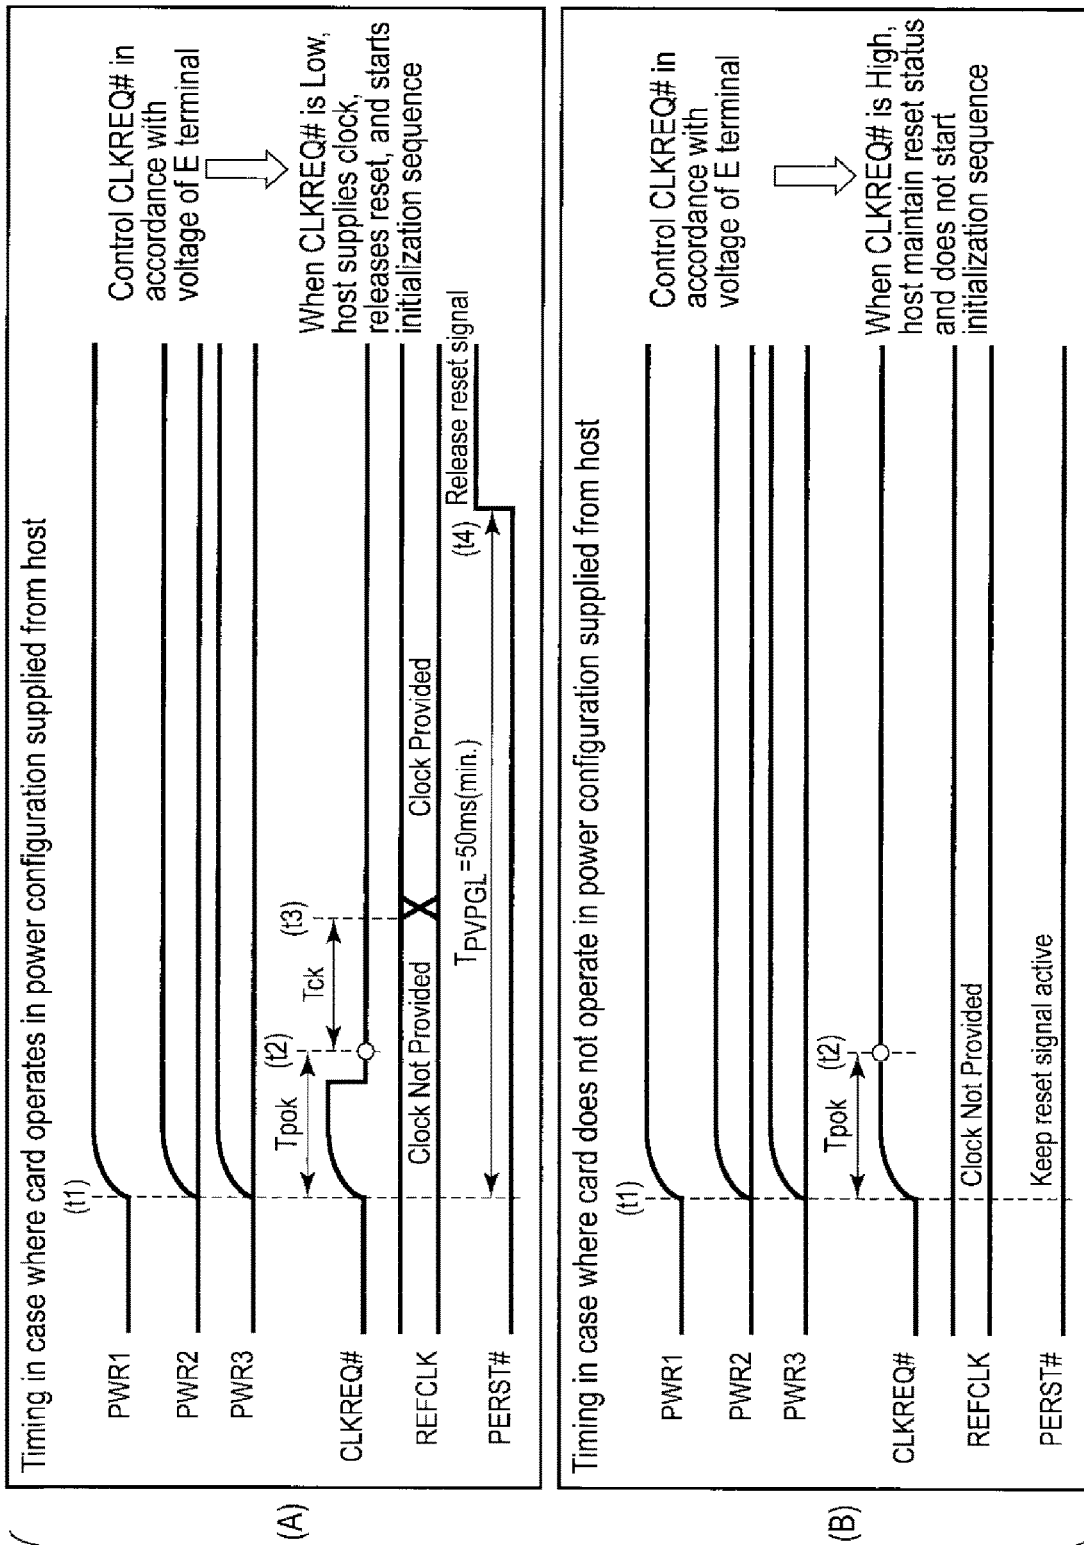 (A)
Timing in case where card operates in power configuration supplied from host
(t1)
PWR1
PWR2
PWR3
Control CLKREQ# in
accordance with
voltage of E terminal
Tpok
(t2)
Tck
(t3)
CLKREQ#
When CLKREQ# is Low,
host supplies clock,
releases reset, and starts
initialization sequence
REFCLK
Clock Not Provided
Clock Provided
TPVPGL=50ms(min.)
(t4)
Release reset signal
PERST#
(B)
Timing in case where card does not operate in power configuration supplied from host
(t1)
PWR1
PWR2
PWR3
Control CLKREQ# in
accordance with
voltage of E terminal
Tpok
(t2)
CLKREQ#
When CLKREQ# is High,
host maintain reset status
and does not start
initialization sequence
REFCLK
Clock Not Provided
PERST#
Keep reset signal active